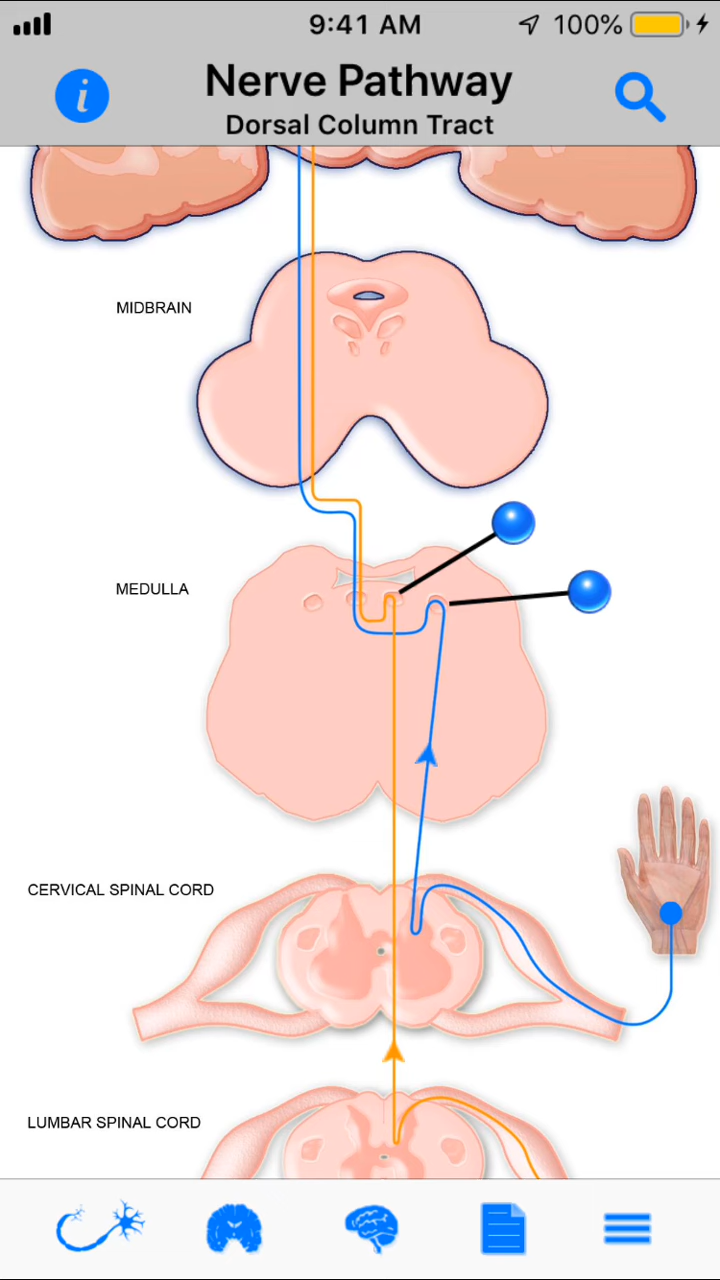 9:41 AM
100%
i
Nerve Pathway
Dorsal Column Tract
MIDBRAIN
MEDULLA
CERVICAL SPINAL CORD
LUMBAR SPINAL CORD